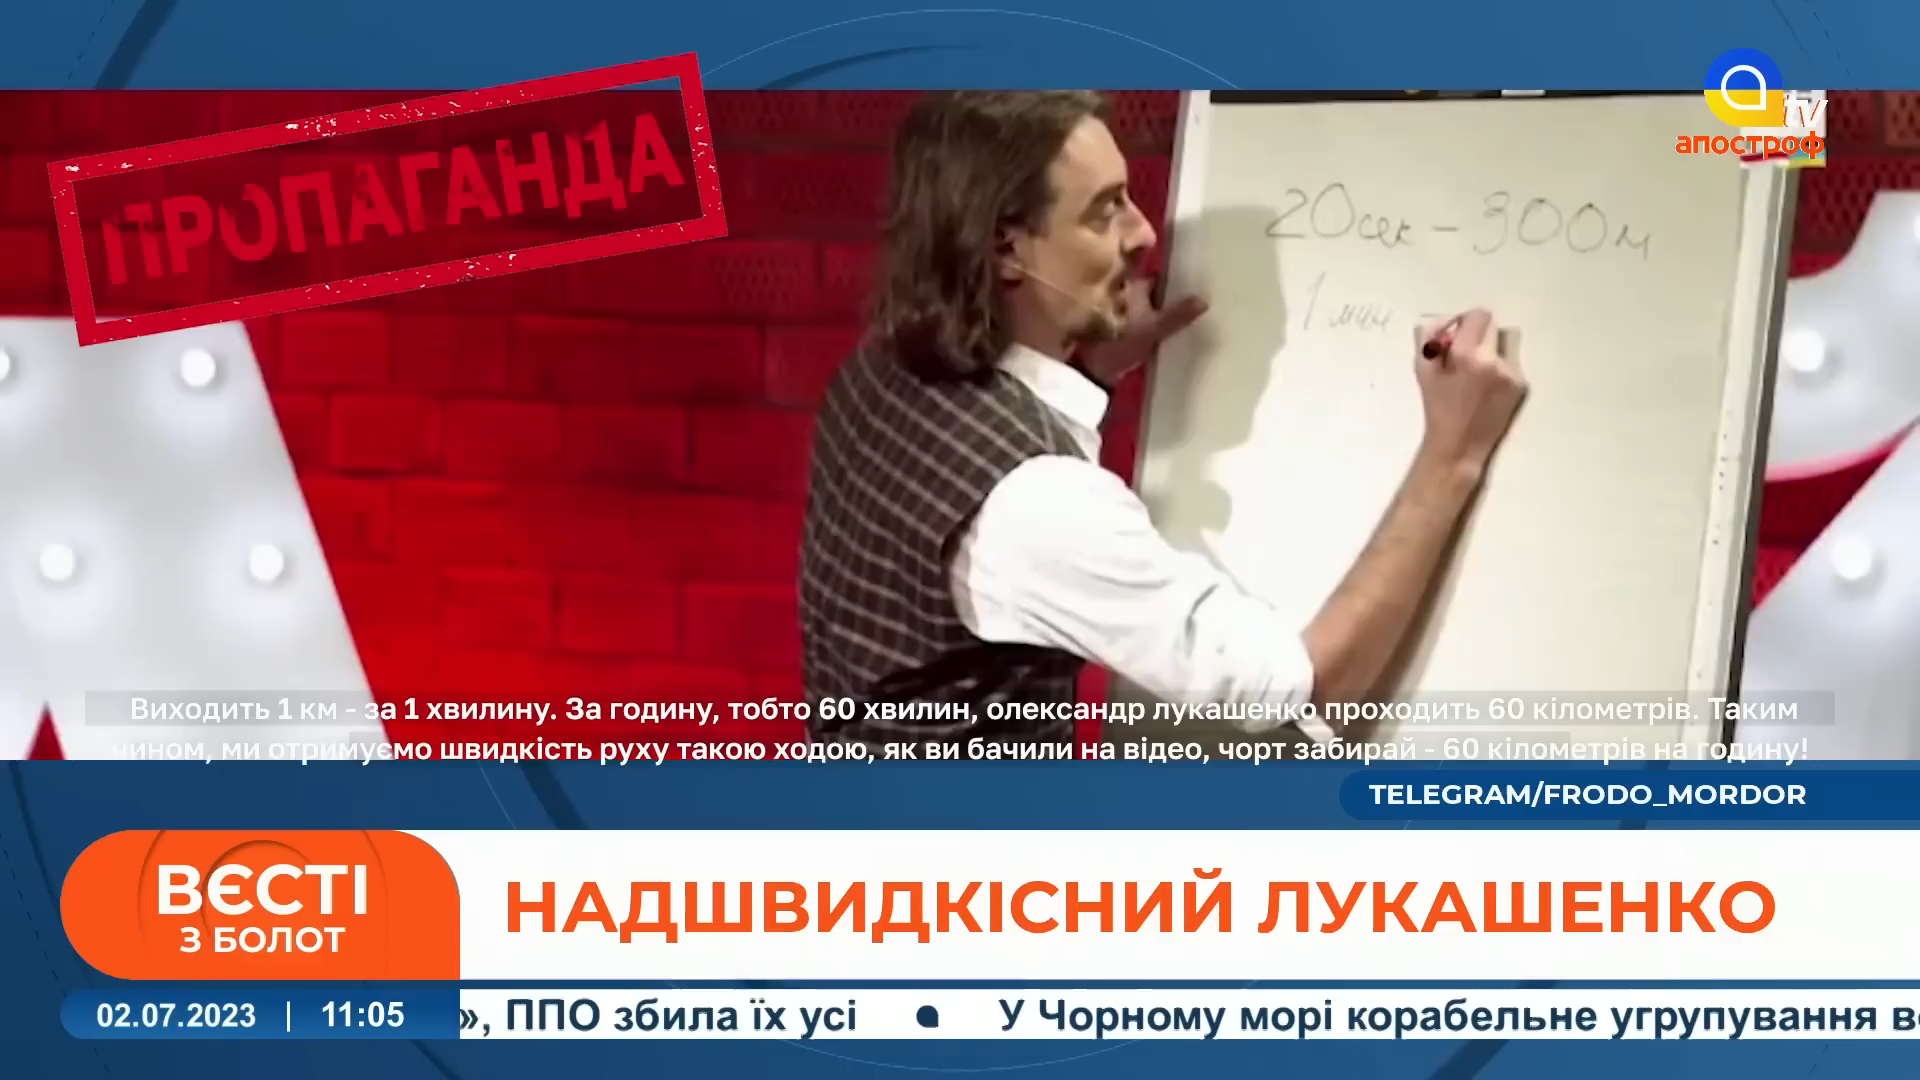 ПРОПАГАНДА
tv
апостроф
20сек – 300м
1 мин –
Виходить 1 км - за 1 хвилину. За годину, тобто 60 хвилин, олександр лукашенко проходить 60 кілометрів. Таким
чином, ми отримуємо швидкість руху такою ходою, як ви бачили на відео, чорт забирай - 60 кілометрів на годину!
TELEGRAM/FRODO_MORDOR
ВЄСТІ
З БОЛОТ
НАДШВИДКІСНИЙ ЛУКАШЕНКО
02.07.2023 | 11:05
», ППО збила їх усі • У Чорному морі корабельне угрупування